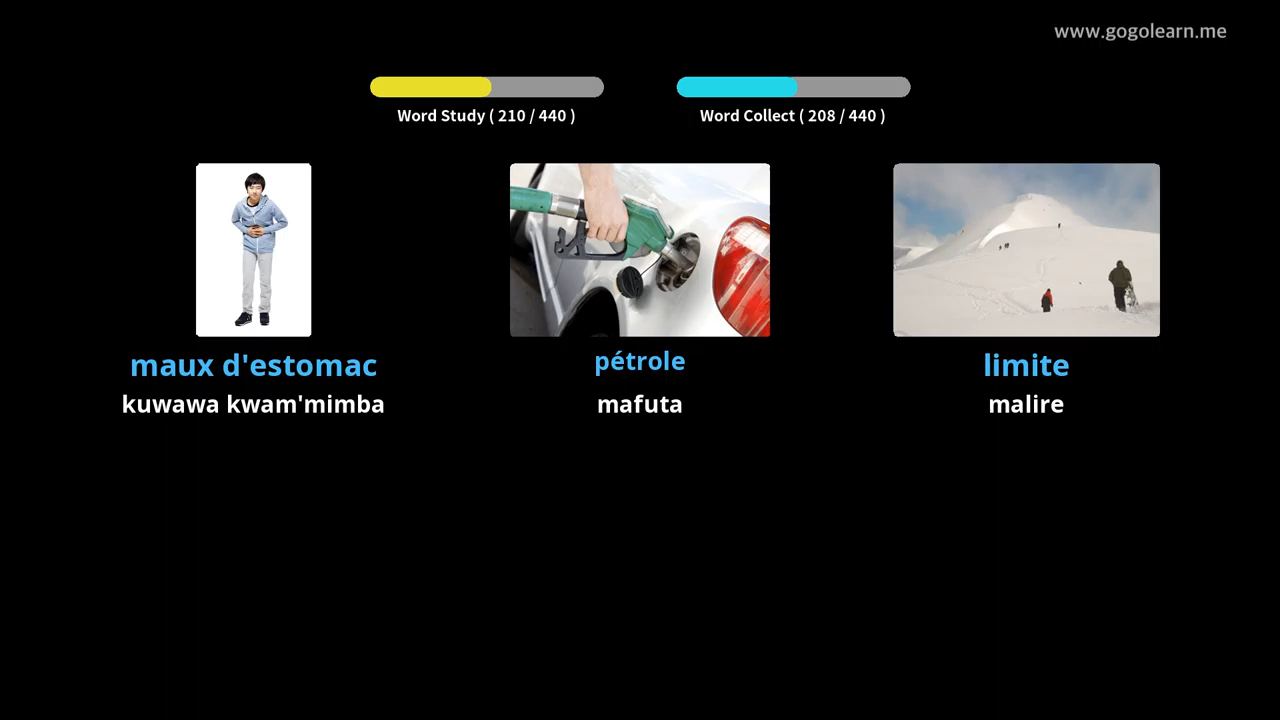 www.gogolearn.me
Word Study ( 210 / 440 )
Word Collect ( 208 / 440 )
maux d'estomac
kuwawa kwam'mimba
pétrole
mafuta
limite
malire